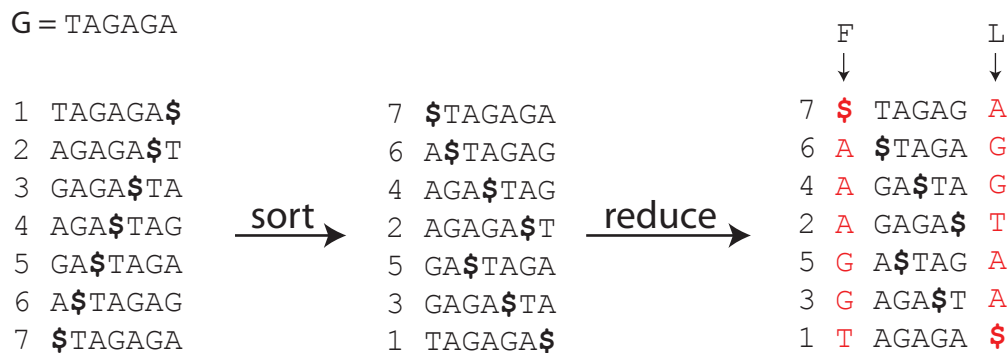 G = TAGAGA
F L
↓ ↓
1 TAGAGA$ 7 $TAGAGA 7 $ TAGAG A
2 AGAGA$T 6 A$TAGAG 6 A $TAGA G
3 GAGA$TA 4 AGA$TAG 4 A GA$TA G
4 AGA$TAG sort 2 AGAGA$T reduce 2 A GAGA$ T
5 GA$TAGA 5 GA$TAGA 5 G A$TAG A
6 A$TAGAG 3 GAGA$TA 3 G AGA$T A
7 $TAGAGA 1 TAGAGA$ 1 T AGAGA $